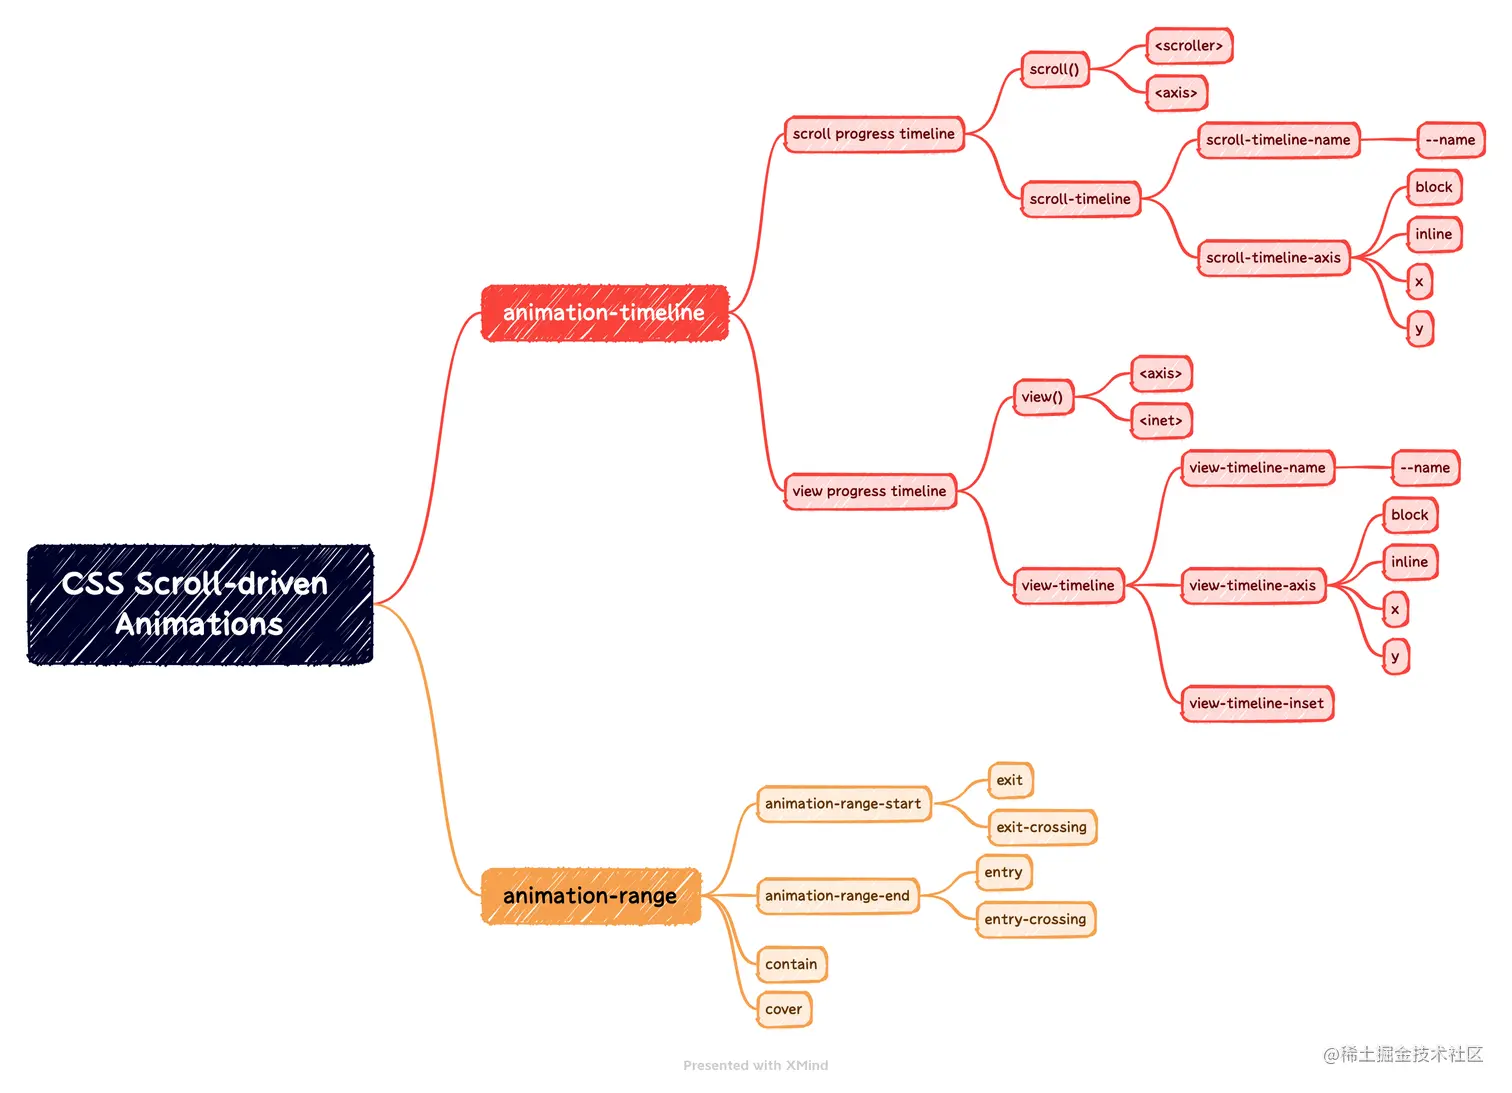 CSS Scroll-driven
Animations
animation-timeline
scroll progress timeline
scroll()
<scroller>
<axis>
scroll-timeline
scroll-timeline-name
--name
scroll-timeline-axis
block
inline
x
y
view progress timeline
view()
<axis>
<inet>
view-timeline
view-timeline-name
--name
view-timeline-axis
block
inline
x
y
view-timeline-inset
animation-range
animation-range-start
exit
exit-crossing
animation-range-end
entry
entry-crossing
contain
cover
Presented with XMind
@稀土掘金技术社区